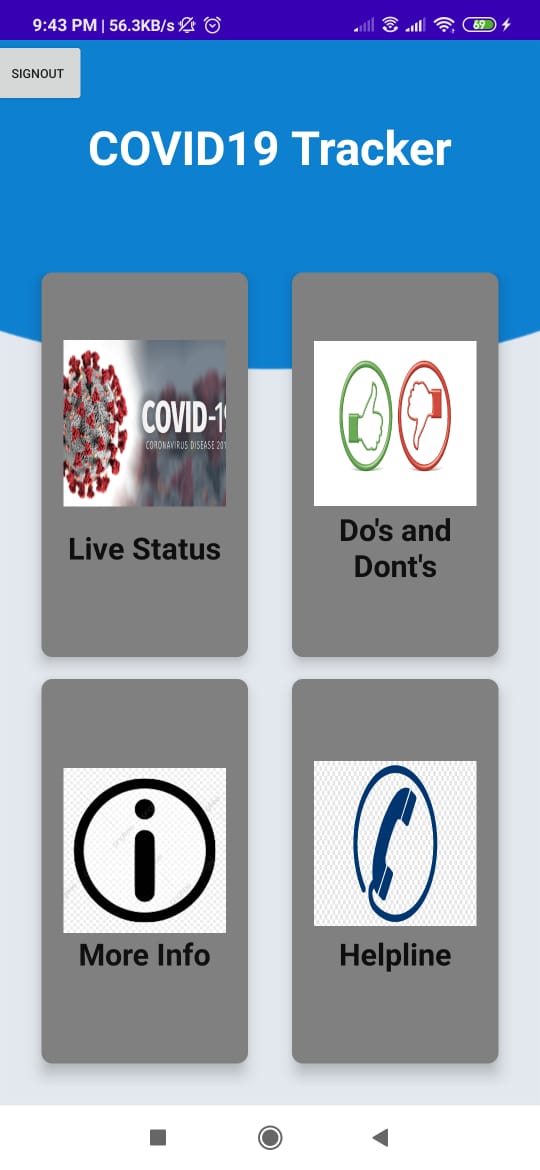 9:43 PM | 56.3KB/s
69
SIGNOUT
COVID19 Tracker
COVID-19
CORONAVIRUS DISEASE 201
Live Status
Do's and
Dont's
More Info
Helpline